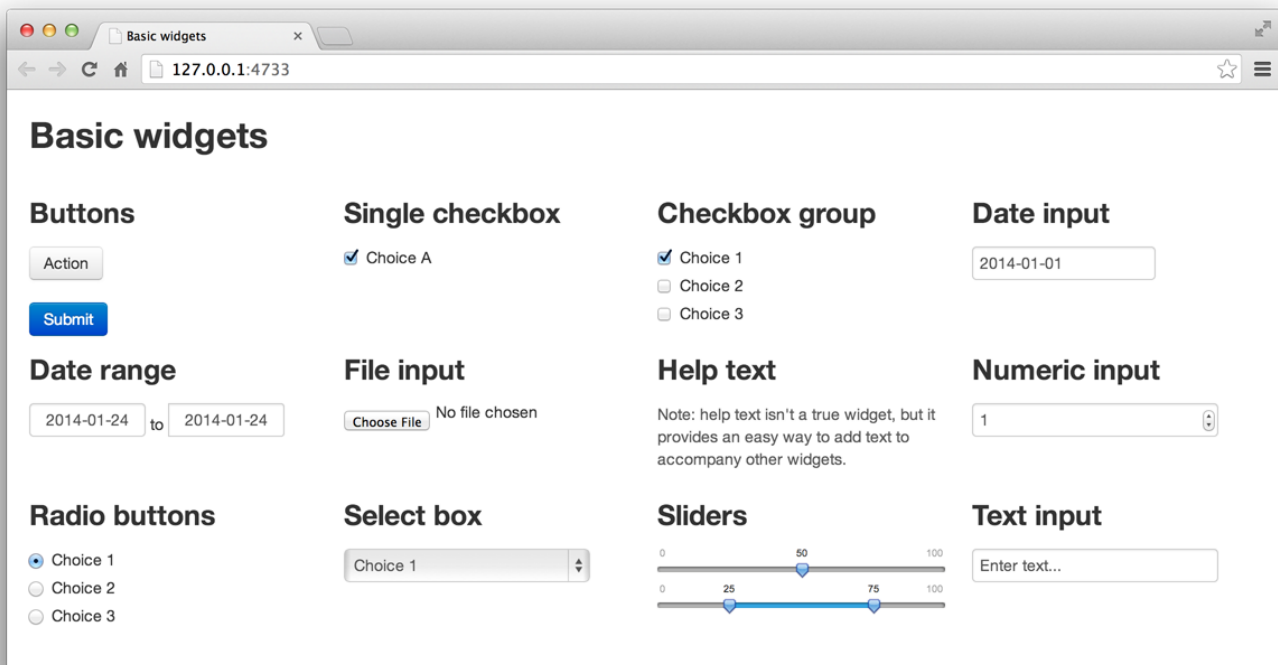 Basic widgets
127.0.0.1:4733
Basic widgets
Buttons
Action
Submit
Single checkbox
Choice A
Checkbox group
Choice 1
Choice 2
Choice 3
Date input
2014-01-01
Date range
2014-01-24 to 2014-01-24
File input
Choose File No file chosen
Help text
Note: help text isn't a true widget, but it
provides an easy way to add text to
accompany other widgets.
Numeric input
1
Radio buttons
Choice 1
Choice 2
Choice 3
Select box
Choice 1
Sliders
0 50 100
0 25 75 100
Text input
Enter text...